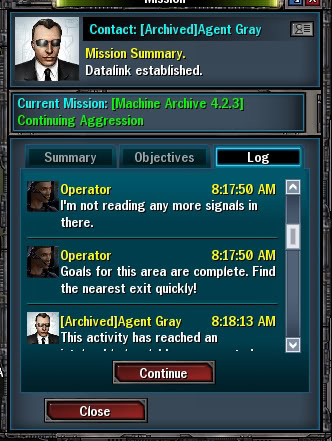 Mission
Contact: [Archived]Agent Gray
Mission Summary.
Datalink established.
Current Mission: [Machine Archive 4.2.3]
Continuing Aggression
Summary
Objectives
Log
Operator 8:17:50 AM
I'm not reading any more signals in
there.
Operator 8:17:50 AM
Goals for this area are complete. Find
the nearest exit quickly!
[Archived]Agent Gray 8:18:13 AM
This activity has reached an
Continue
Close